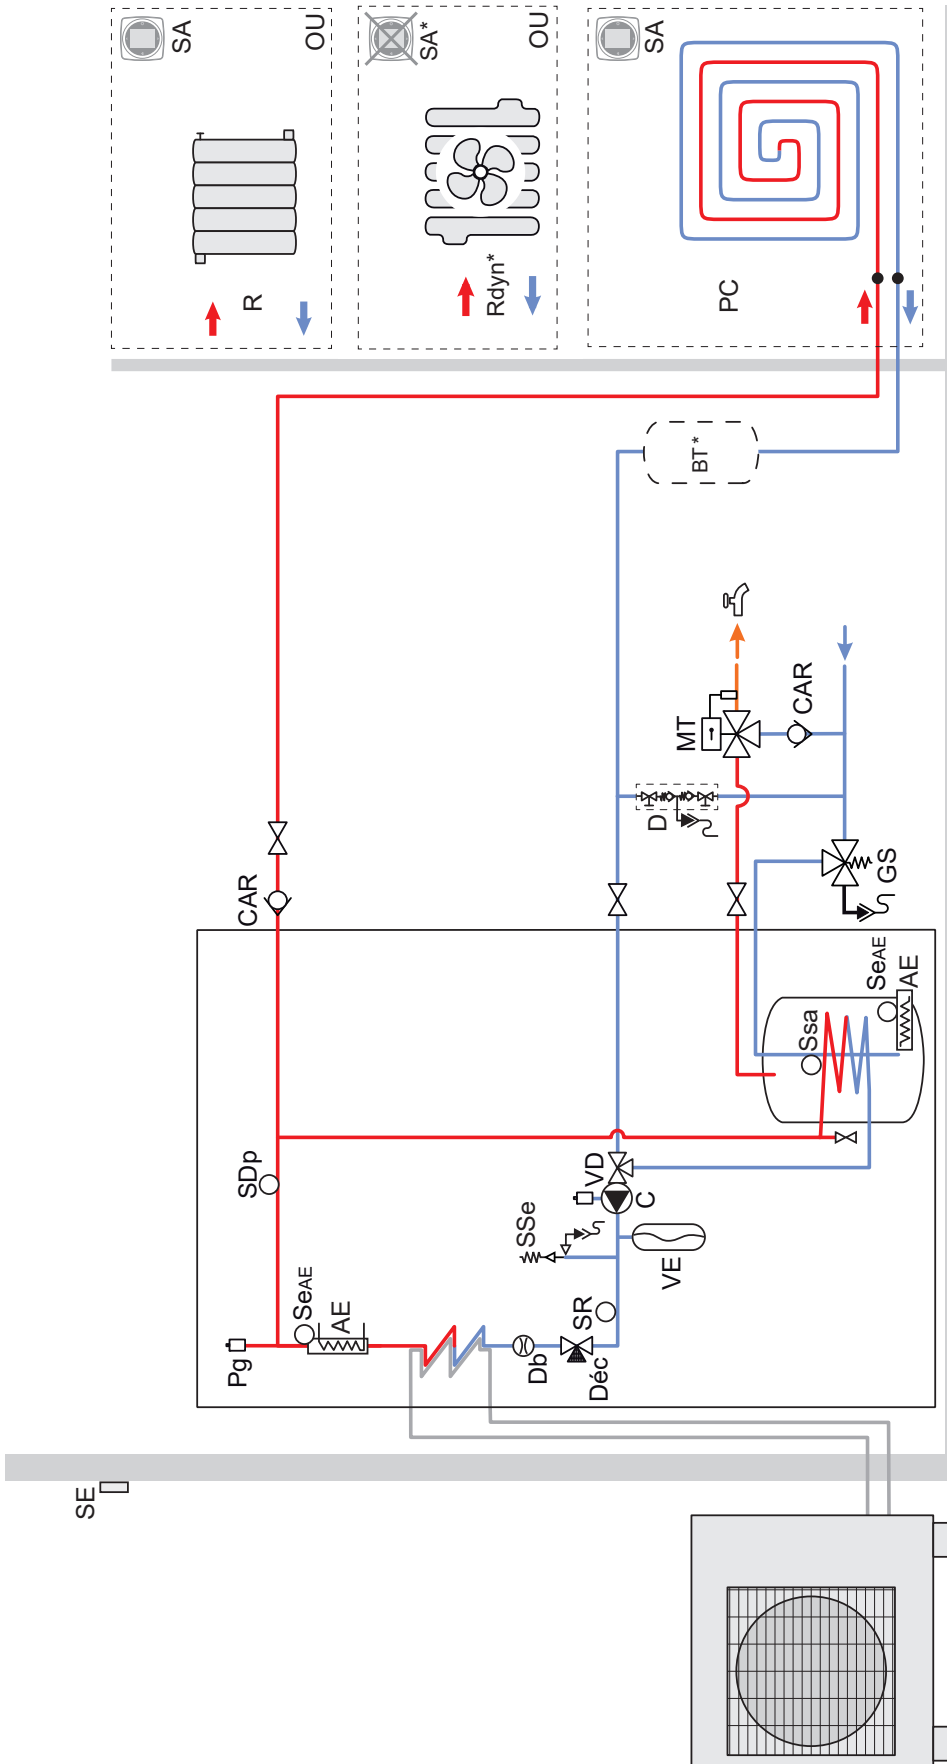 SA
OU
R
SA*
OU
Rdyn*
SA
PC
BT*
MT
CAR
D
GS
CAR
SeAE
AE
Ssa
SDp
VD
C
SSe
VE
SeAE
AE
SR
Pg
Db
Déc
SE